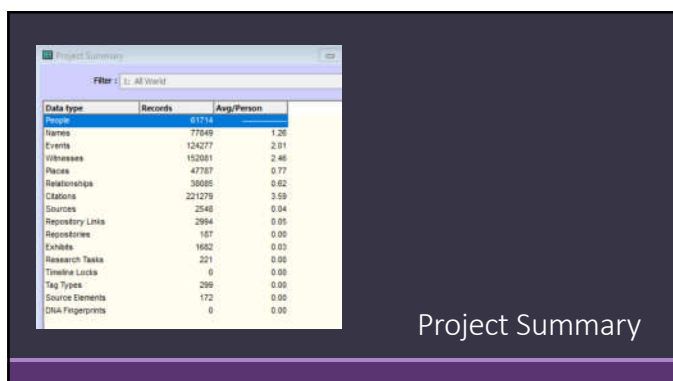 Project Summary
Filter : 1: All World
Data type Records Avg/Person
People 61714 ----------------
Names 77849 1.26
Events 124277 2.01
Witnesses 152081 2.46
Places 47787 0.77
Relationships 38085 0.62
Citations 221279 3.59
Sources 2548 0.04
Repository Links 2994 0.05
Repositories 187 0.00
Exhibits 1682 0.03
Research Tasks 221 0.00
Timeline Locks 0 0.00
Tag Types 299 0.00
Source Elements 172 0.00
DNA Fingerprints 0 0.00
Project Summary